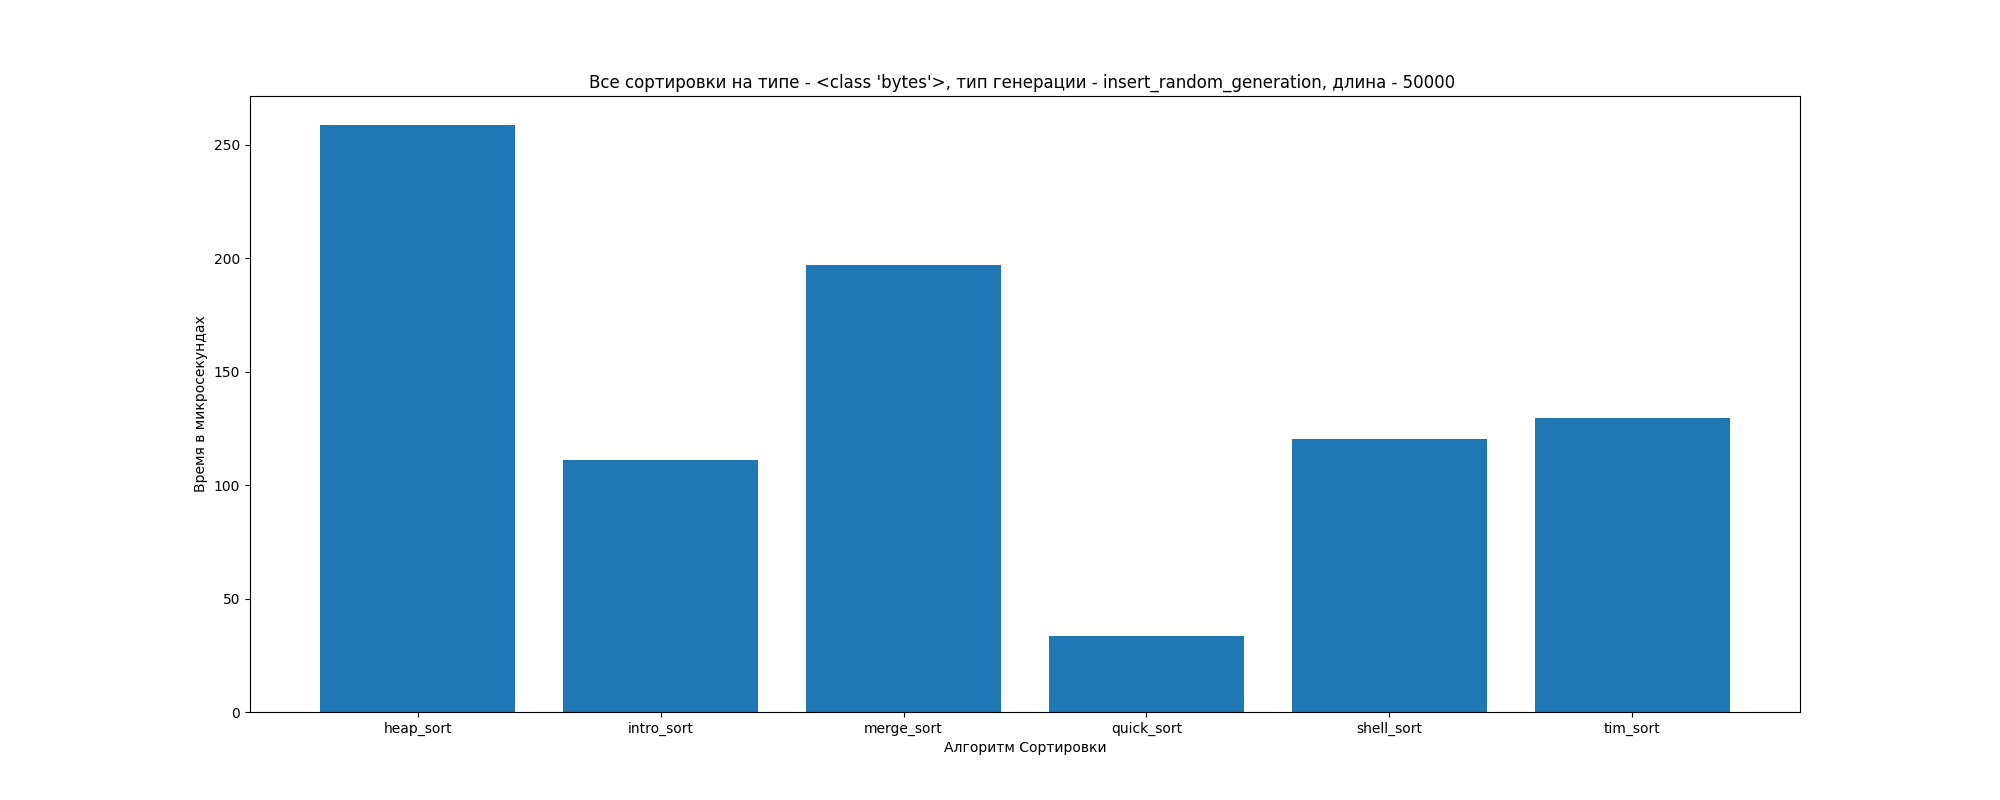 Все сортировки на типе - <class 'bytes'>, тип генерации - insert_random_generation, длина - 50000
Время в микросекундах
250
200
150
100
50
0
heap_sort
intro_sort
merge_sort
quick_sort
shell_sort
tim_sort
Алгоритм Сортировки